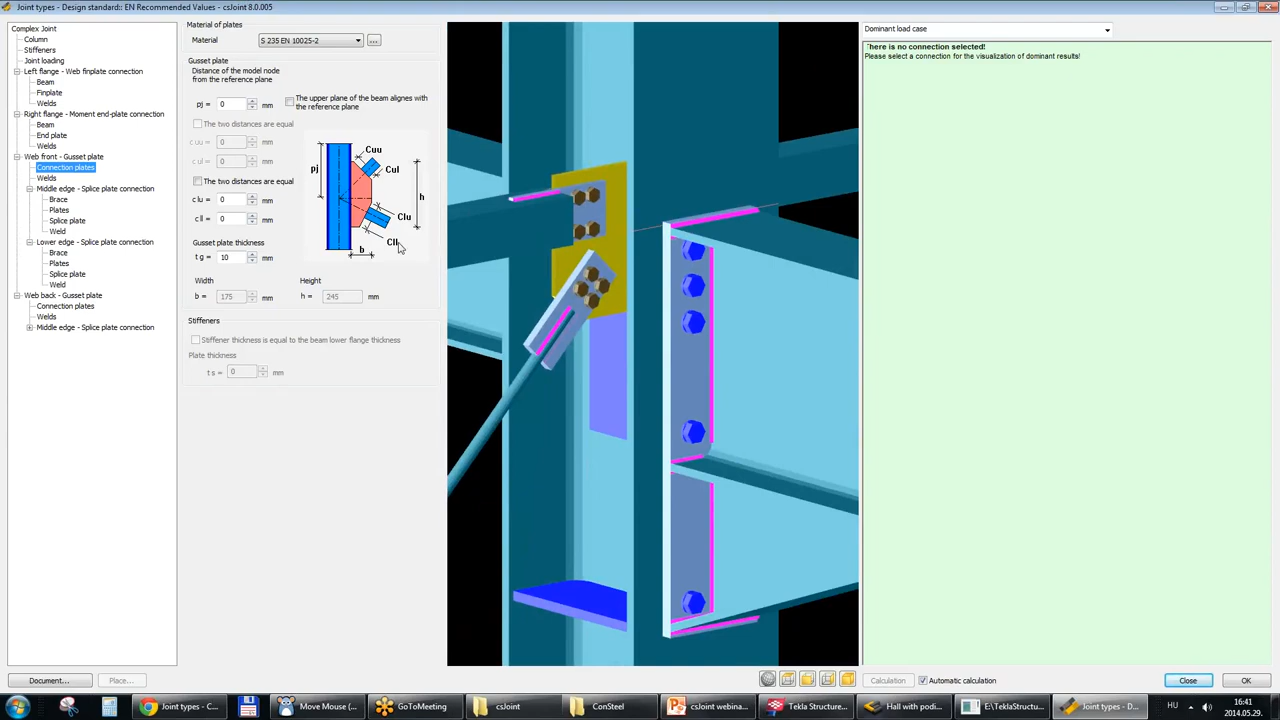 Joint types - Design standard:: EN Recommended Values - csJoint 8.0.005
Complex Joint
Column
Stiffeners
Joint loading
Left flange - Web finplate connection
Beam
Finplate
Welds
Right flange - Moment end-plate connection
Beam
End plate
Welds
Web front - Gusset plate
Connection plates
Welds
Middle edge - Splice plate connection
Brace
Plates
Splice plate
Weld
Lower edge - Splice plate connection
Brace
Plates
Splice plate
Weld
Web back - Gusset plate
Connection plates
Welds
Middle edge - Splice plate connection
Material of plates
Material S 235 EN 10025-2 ...
Gusset plate
Distance of the model node
from the reference plane
pj = 0 mm
The upper plane of the beam aligns with
the reference plane
The two distances are equal
c uu = 0 mm
c ul = 0 mm
The two distances are equal
c lu = 0 mm
c ll = 0 mm
Cuu
pj
Cul
h
Clu
Cll
b
Gusset plate thickness
t g = 10 mm
Width
b = 175 mm
Height
h = 245 mm
Stiffeners
Stiffener thickness is equal to the beam lower flange thickness
Plate thickness
t s = 0 mm
Dominant load case
There is no connection selected!
Please select a connection for the visualization of dominant results!
Document...
Place...
Calculation
Automatic calculation
Close
OK
Joint types - C...
Move Mouse (...
GoToMeeting
csJoint
ConSteel
csJoint webina...
Tekla Structure...
Hall with podi...
E:\TeklaStructu...
Joint types - D...
HU
16:41
2014.05.29.